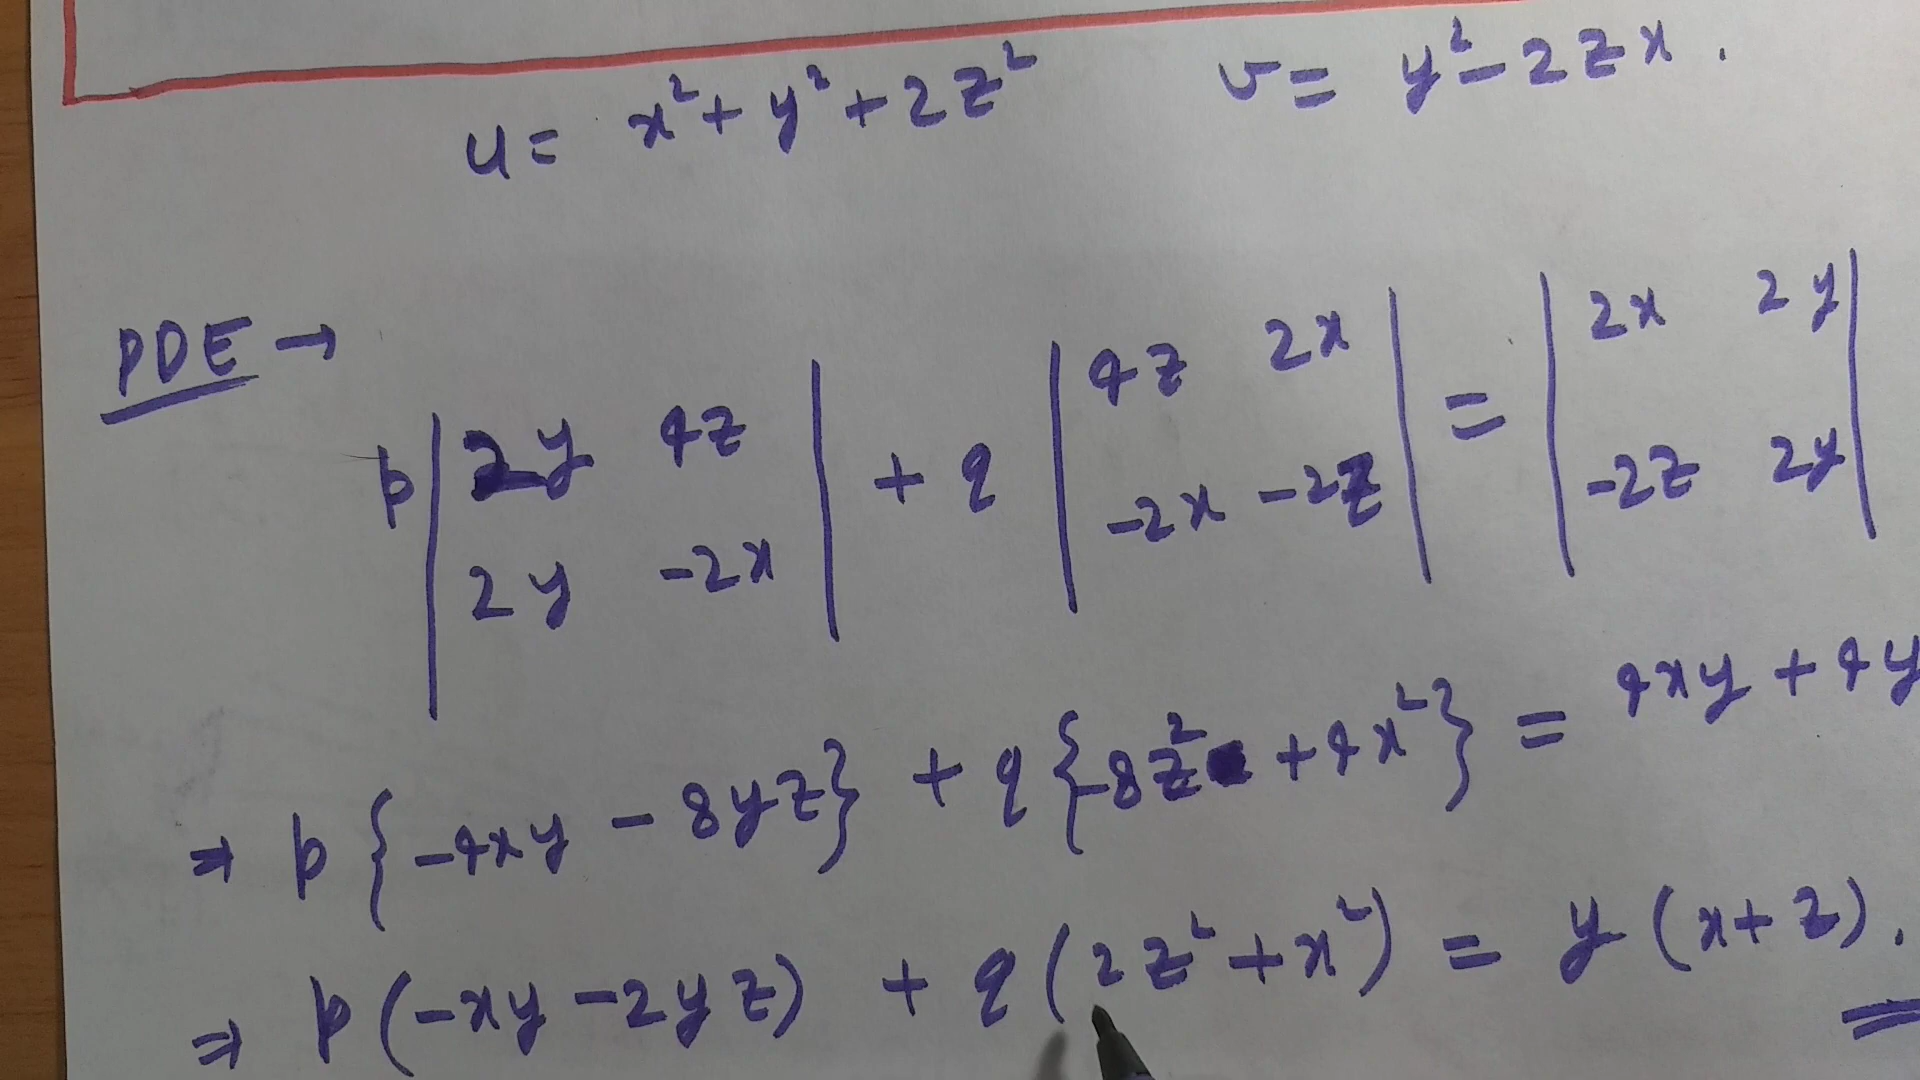 u = x² + y² + 2z² v = y² - 2zx.
PDE →
p | 2y 4z | + q | 4z 2x | = | 2x 2y |
| 2y -2x | | -2x -2z | | -2z 2y |
⇒ p {-4xy - 8yz} + q {-8z² + 4x²} = 4xy + 4y
⇒ p (-xy - 2yz) + q (2z² + x²) = y (x + z).